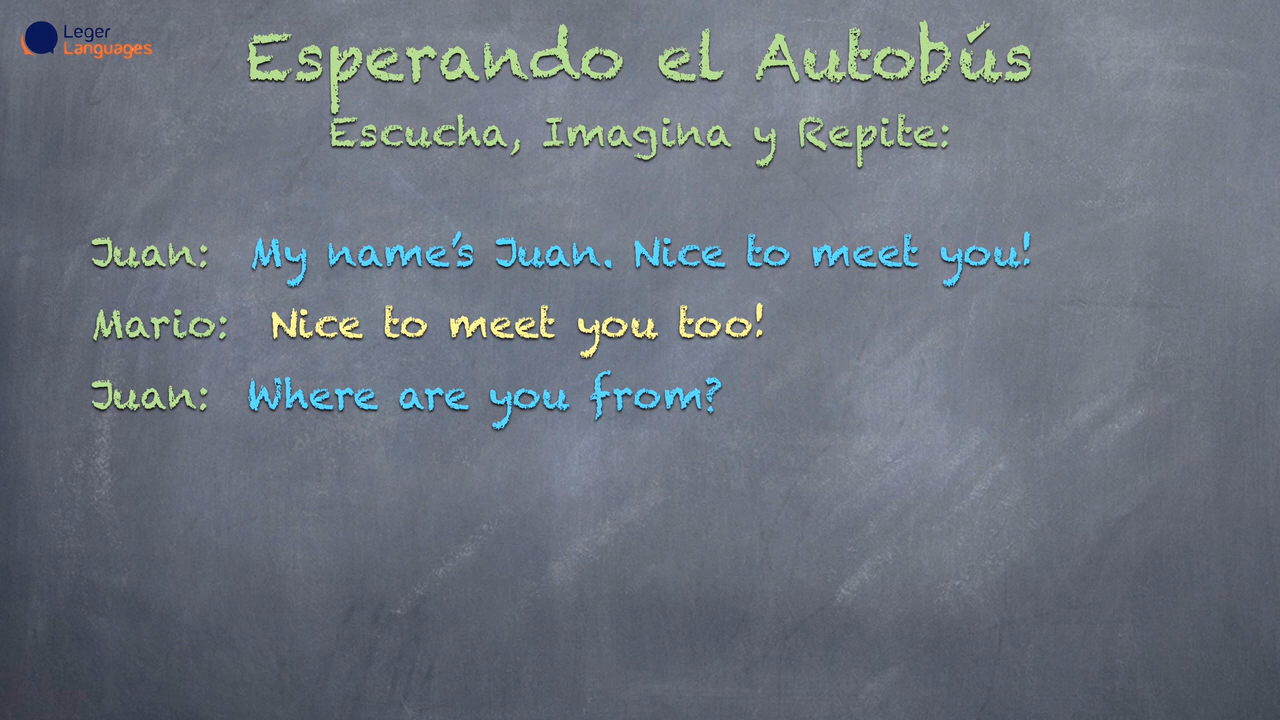 Leger
Languages
Esperando el Autobús
Escucha, Imagina y Repite:
Juan: My name's Juan. Nice to meet you!
Mario: Nice to meet you too!
Juan: Where are you from?